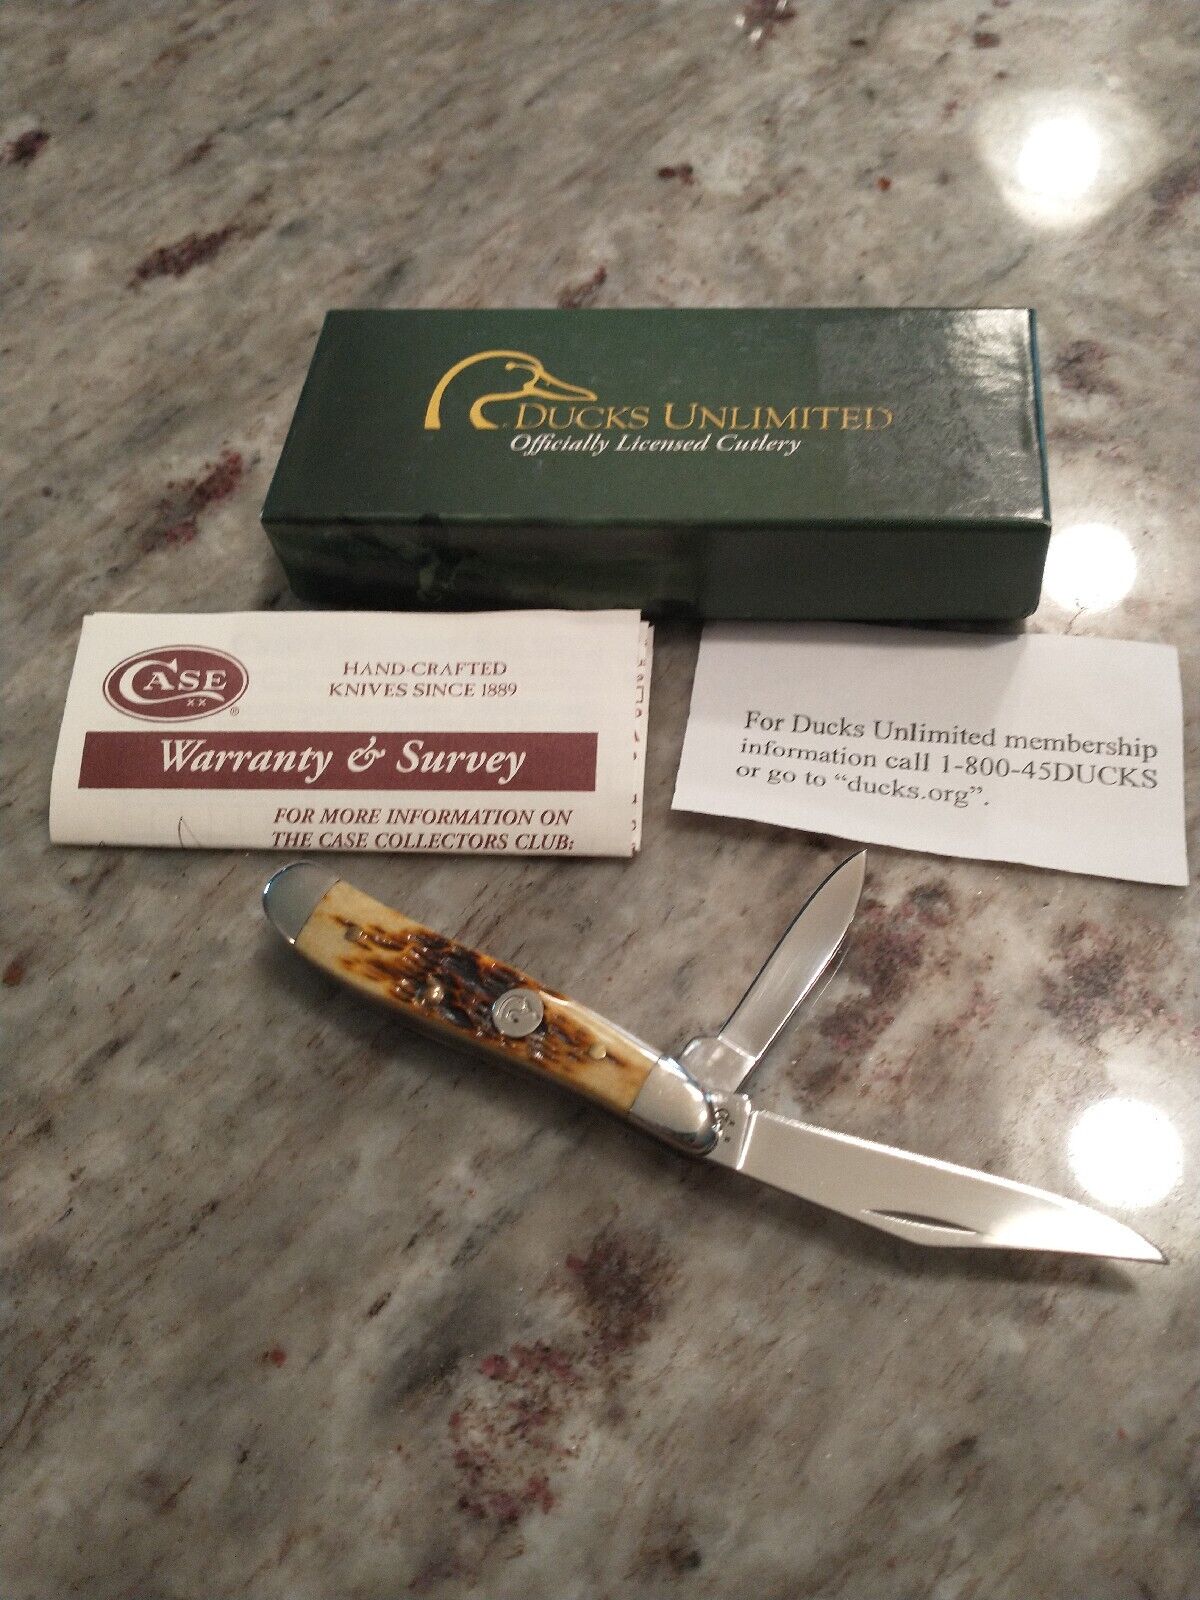 DUCKS UNLIMITED
Officially Licensed Cutlery
CASE
XX
®
HAND-CRAFTED
KNIVES SINCE 1889
Warranty & Survey
FOR MORE INFORMATION ON
THE CASE COLLECTORS CLUB:
For Ducks Unlimited membership
information call 1-800-45DUCKS
or go to “ducks.org”.